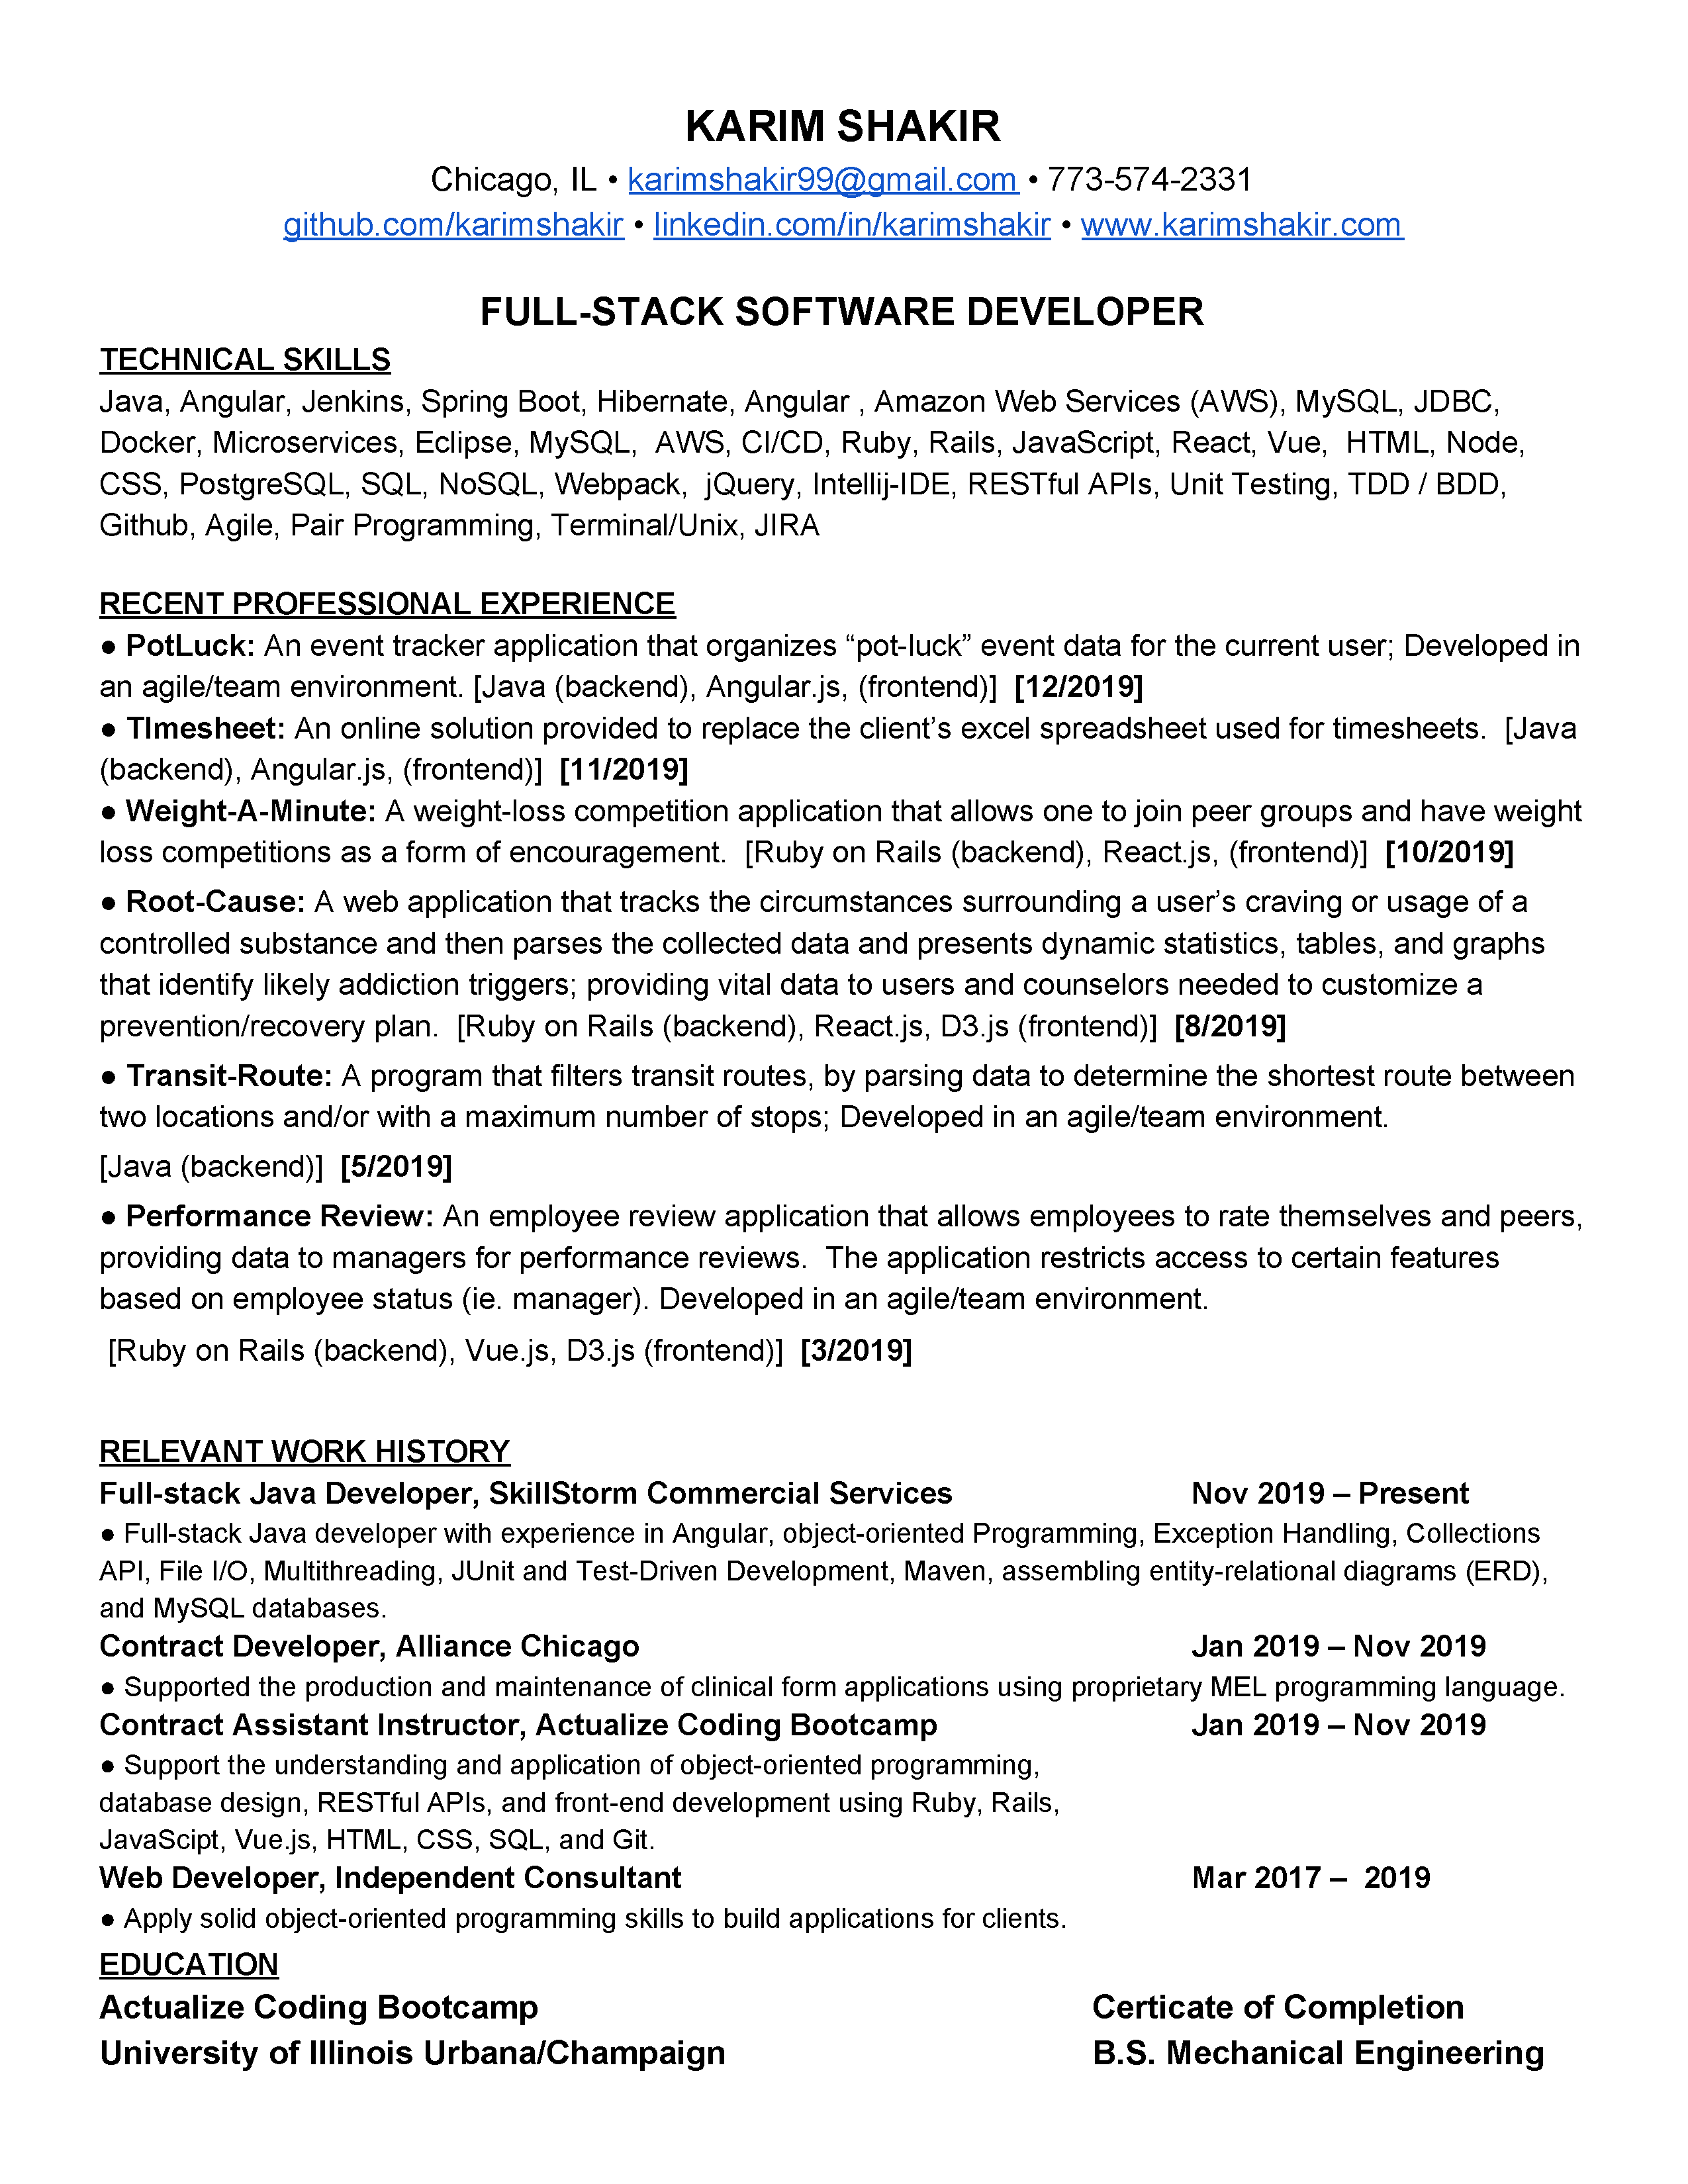 KARIM SHAKIR
Chicago, IL • karimshakir99@gmail.com • 773-574-2331
github.com/karimshakir • linkedin.com/in/karimshakir • www.karimshakir.com
FULL-STACK SOFTWARE DEVELOPER
TECHNICAL SKILLS
Java, Angular, Jenkins, Spring Boot, Hibernate, Angular , Amazon Web Services (AWS), MySQL, JDBC,
Docker, Microservices, Eclipse, MySQL,  AWS, CI/CD, Ruby, Rails, JavaScript, React, Vue,  HTML, Node,
CSS, PostgreSQL, SQL, NoSQL, Webpack,  jQuery, Intellij-IDE, RESTful APIs, Unit Testing, TDD / BDD,
Github, Agile, Pair Programming, Terminal/Unix, JIRA
RECENT PROFESSIONAL EXPERIENCE
● PotLuck: An event tracker application that organizes “pot-luck” event data for the current user; Developed in
an agile/team environment. [Java (backend), Angular.js, (frontend)]  [12/2019]
● TImesheet: An online solution provided to replace the client’s excel spreadsheet used for timesheets.  [Java
(backend), Angular.js, (frontend)]  [11/2019]
● Weight-A-Minute: A weight-loss competition application that allows one to join peer groups and have weight
loss competitions as a form of encouragement.  [Ruby on Rails (backend), React.js, (frontend)]  [10/2019]
● Root-Cause: A web application that tracks the circumstances surrounding a user’s craving or usage of a
controlled substance and then parses the collected data and presents dynamic statistics, tables, and graphs
that identify likely addiction triggers; providing vital data to users and counselors needed to customize a
prevention/recovery plan.  [Ruby on Rails (backend), React.js, D3.js (frontend)]  [8/2019]
● Transit-Route: A program that filters transit routes, by parsing data to determine the shortest route between
two locations and/or with a maximum number of stops; Developed in an agile/team environment.
[Java (backend)]  [5/2019]
● Performance Review: An employee review application that allows employees to rate themselves and peers,
providing data to managers for performance reviews.  The application restricts access to certain features
based on employee status (ie. manager). Developed in an agile/team environment.
[Ruby on Rails (backend), Vue.js, D3.js (frontend)]  [3/2019]
RELEVANT WORK HISTORY
Full-stack Java Developer, SkillStorm Commercial Services Nov 2019 – Present
● Full-stack Java developer with experience in Angular, object-oriented Programming, Exception Handling, Collections
API, File I/O, Multithreading, JUnit and Test-Driven Development, Maven, assembling entity-relational diagrams (ERD),
and MySQL databases.
Contract Developer, Alliance Chicago Jan 2019 – Nov 2019
● Supported the production and maintenance of clinical form applications using proprietary MEL programming language.
Contract Assistant Instructor, Actualize Coding Bootcamp Jan 2019 – Nov 2019
● Support the understanding and application of object-oriented programming,
database design, RESTful APIs, and front-end development using Ruby, Rails,
JavaScipt, Vue.js, HTML, CSS, SQL, and Git.
Web Developer, Independent Consultant Mar 2017 –  2019
● Apply solid object-oriented programming skills to build applications for clients.
EDUCATION
Actualize Coding Bootcamp Certicate of Completion
University of Illinois Urbana/Champaign B.S. Mechanical Engineering